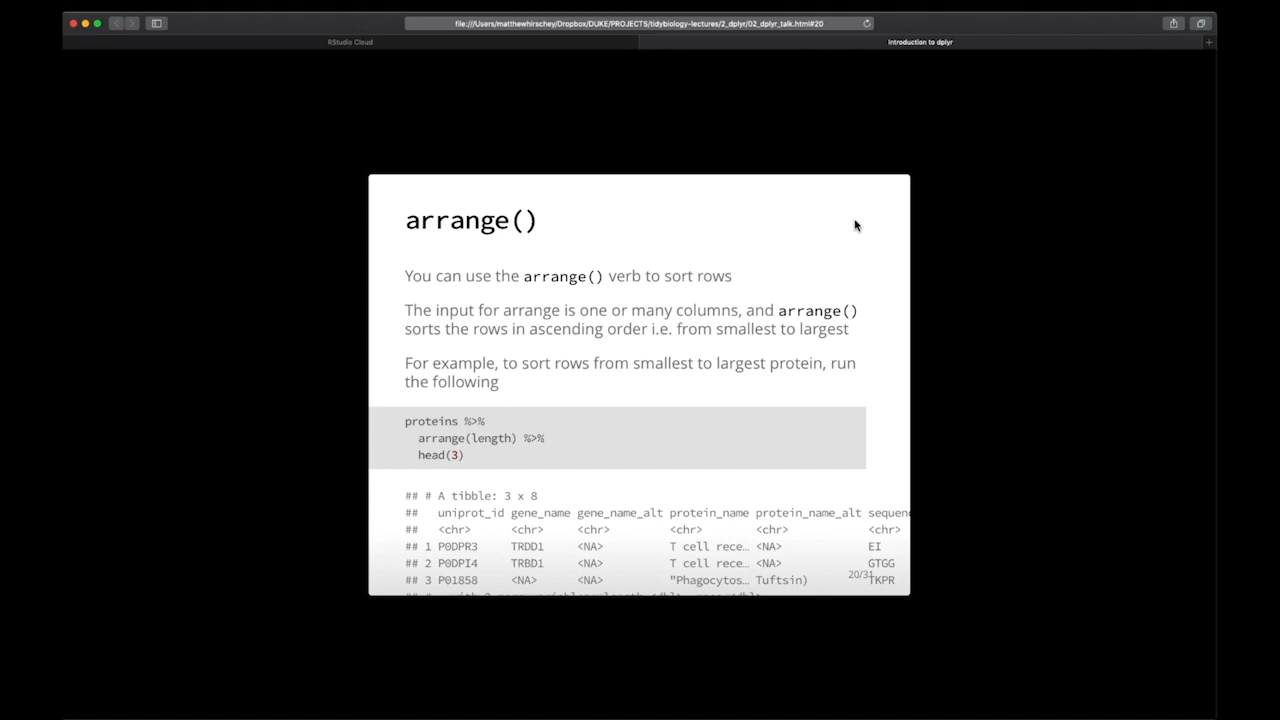 file:///Users/matthewhirschey/Dropbox/DUKE/PROJECTS/tidybiology-lectures/2_dplyr/02_dplyr_talk.html#20
RStudio Cloud
Introduction to dplyr
arrange()
You can use the arrange() verb to sort rows
The input for arrange is one or many columns, and arrange()
sorts the rows in ascending order i.e. from smallest to largest
For example, to sort rows from smallest to largest protein, run
the following
proteins %>%
arrange(length) %>%
head(3)
## # A tibble: 3 x 8
## uniprot_id gene_name gene_name_alt protein_name protein_name_alt sequenc
## <chr> <chr> <chr> <chr> <chr> <chr>
## 1 P0DPR3 TRDD1 <NA> T cell rece… <NA> EI
## 2 P0DPI4 TRBD1 <NA> T cell rece… <NA> GTGG
## 3 P01858 <NA> <NA> "Phagocytos… Tuftsin) TKPR
20/31